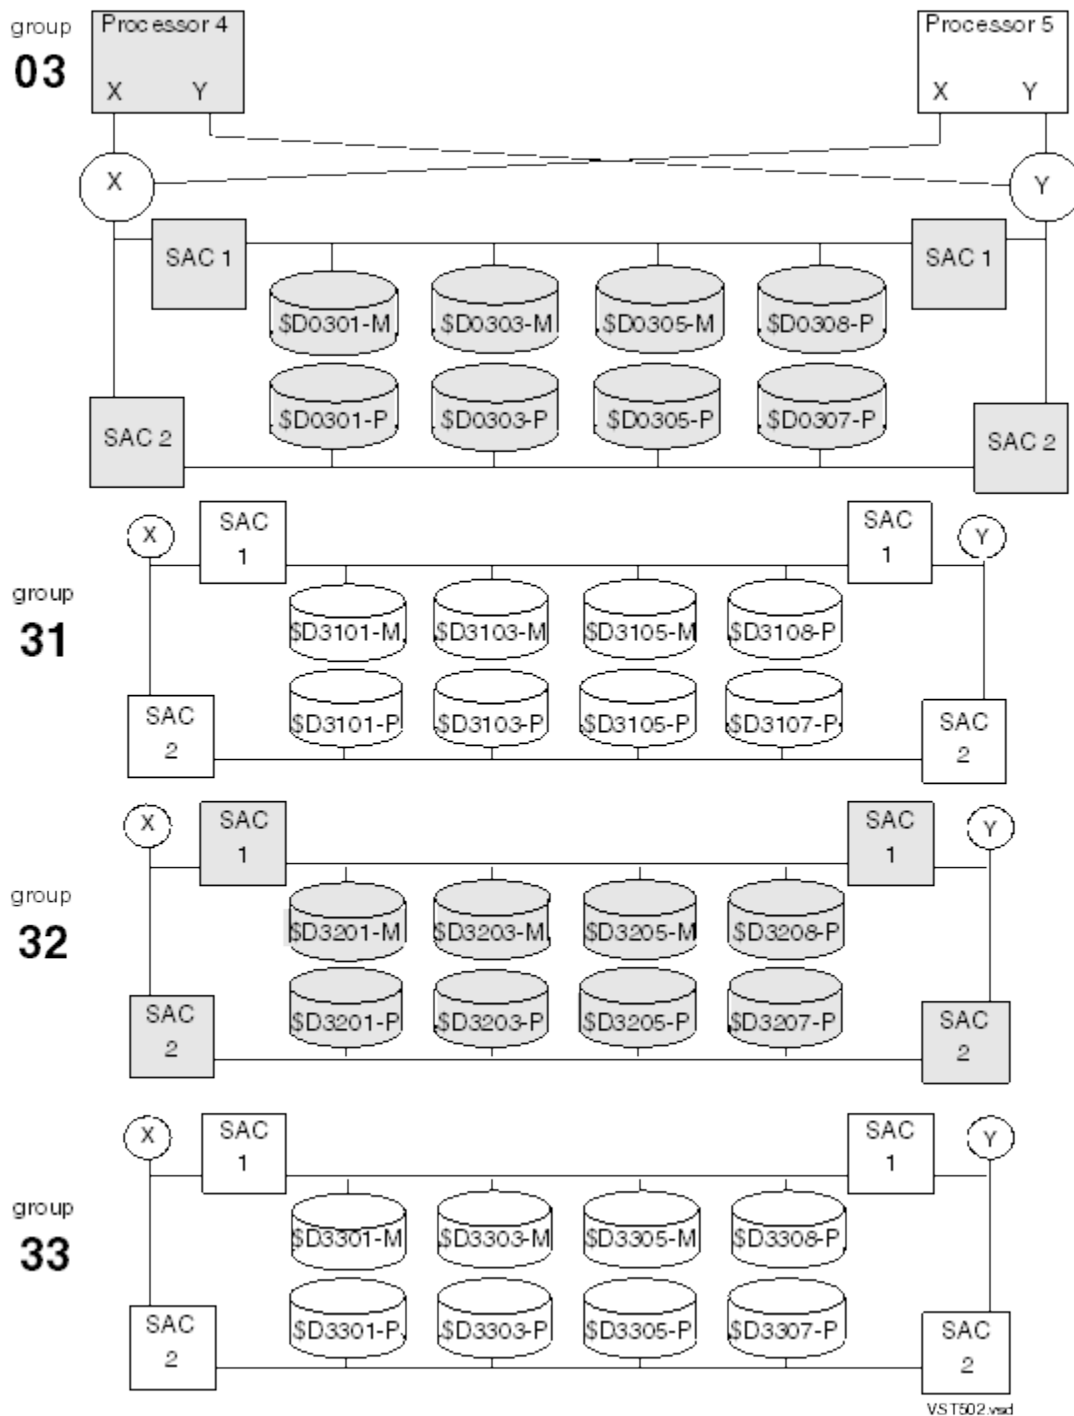 group
03
Processor 4
X Y
Processor 5
X Y
X
Y
SAC 1
SAC 1
$D0301-M $D0303-M $D0305-M $D0308-P
$D0301-P $D0303-P $D0305-P $D0307-P
SAC 2
SAC 2
group
31
X
SAC
1
SAC
1
Y
$D3101-M $D3103-M $D3105-M $D3108-P
$D3101-P $D3103-P $D3105-P $D3107-P
SAC
2
SAC
2
group
32
X
SAC
1
SAC
1
Y
$D3201-M $D3203-M $D3205-M $D3208-P
$D3201-P $D3203-P $D3205-P $D3207-P
SAC
2
SAC
2
group
33
X
SAC
1
SAC
1
Y
$D3301-M $D3303-M $D3305-M $D3308-P
$D3301-P $D3303-P $D3305-P $D3307-P
SAC
2
SAC
2
VST502.vsd